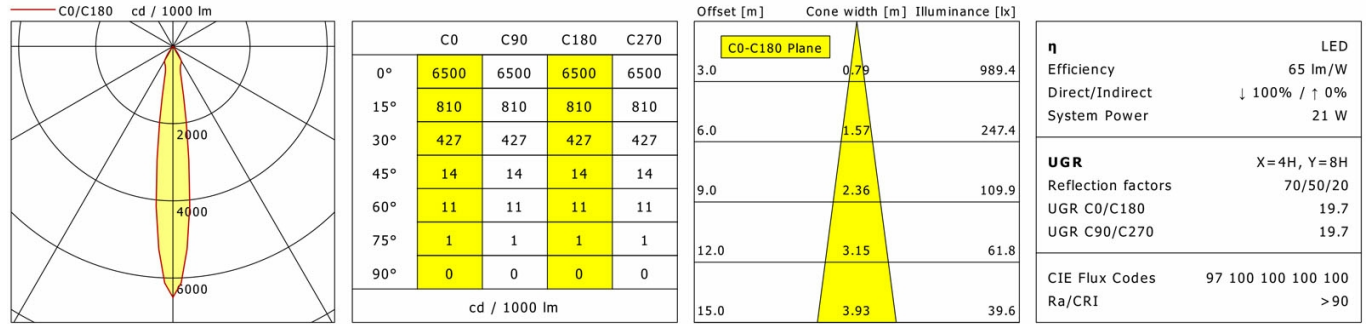 C0/C180 cd / 1000 lm
2000
4000
6000
C0 C90 C180 C270
0° 6500 6500 6500 6500
15° 810 810 810 810
30° 427 427 427 427
45° 14 14 14 14
60° 11 11 11 11
75° 1 1 1 1
90° 0 0 0 0
cd / 1000 lm
Offset [m] Cone width [m] Illuminance [lx]
C0-C180 Plane
3.0 0.79 989.4
6.0 1.57 247.4
9.0 2.36 109.9
12.0 3.15 61.8
15.0 3.93 39.6
η LED
Efficiency 65 lm/W
Direct/Indirect ↓ 100% / ↑ 0%
System Power 21 W
UGR X=4H, Y=8H
Reflection factors 70/50/20
UGR C0/C180 19.7
UGR C90/C270 19.7
CIE Flux Codes 97 100 100 100 100
Ra/CRI >90